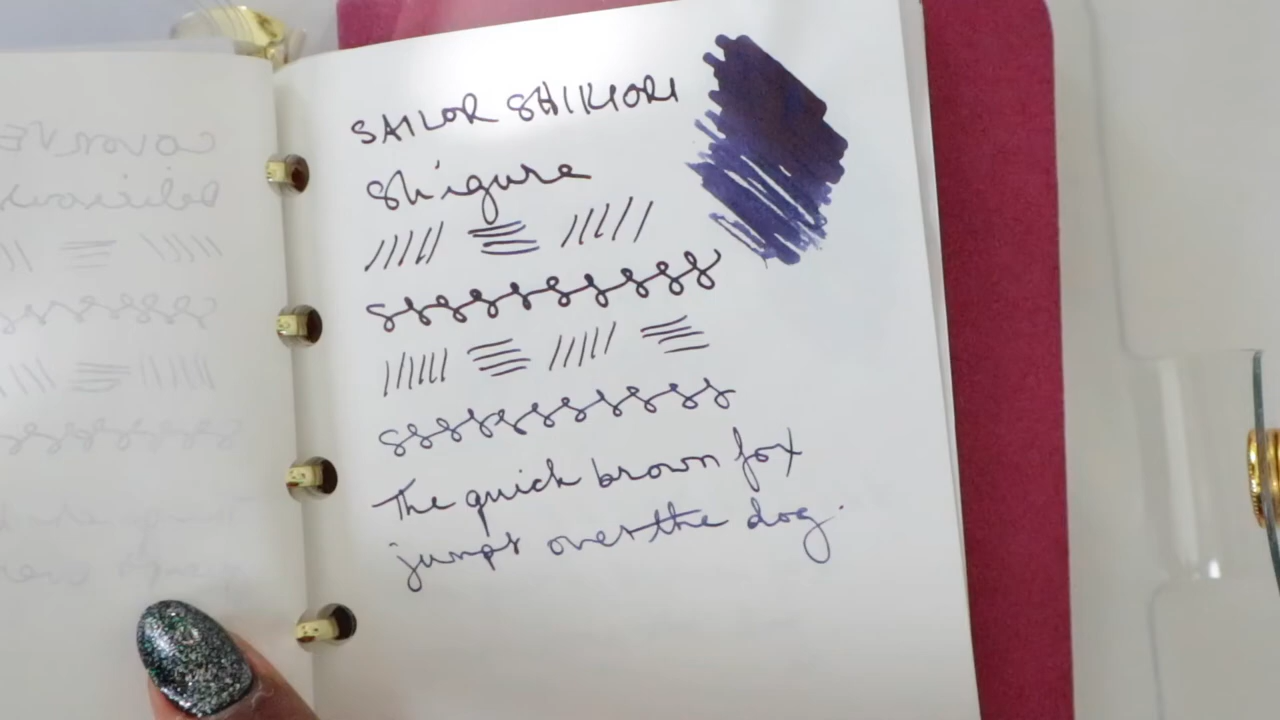 SAILOR SHIKIORI
Shigure
The quick brown fox
jumps over the dog.